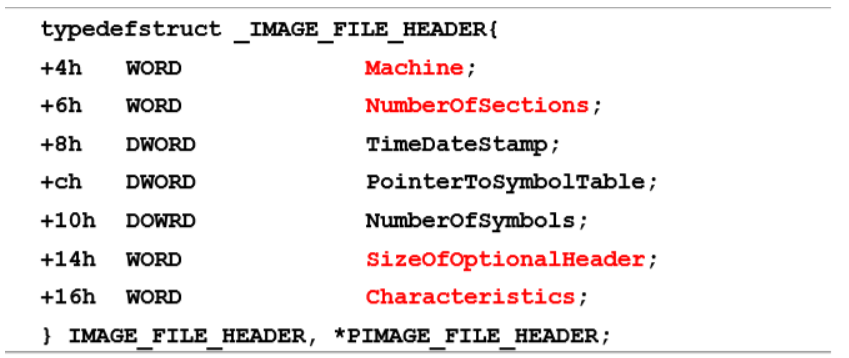 typedefstruct _IMAGE_FILE_HEADER{
+4h WORD Machine;
+6h WORD NumberOfSections;
+8h DWORD TimeDateStamp;
+ch DWORD PointerToSymbolTable;
+10h DOWRD NumberOfSymbols;
+14h WORD SizeOfOptionalHeader;
+16h WORD Characteristics;
} IMAGE_FILE_HEADER, *PIMAGE_FILE_HEADER;